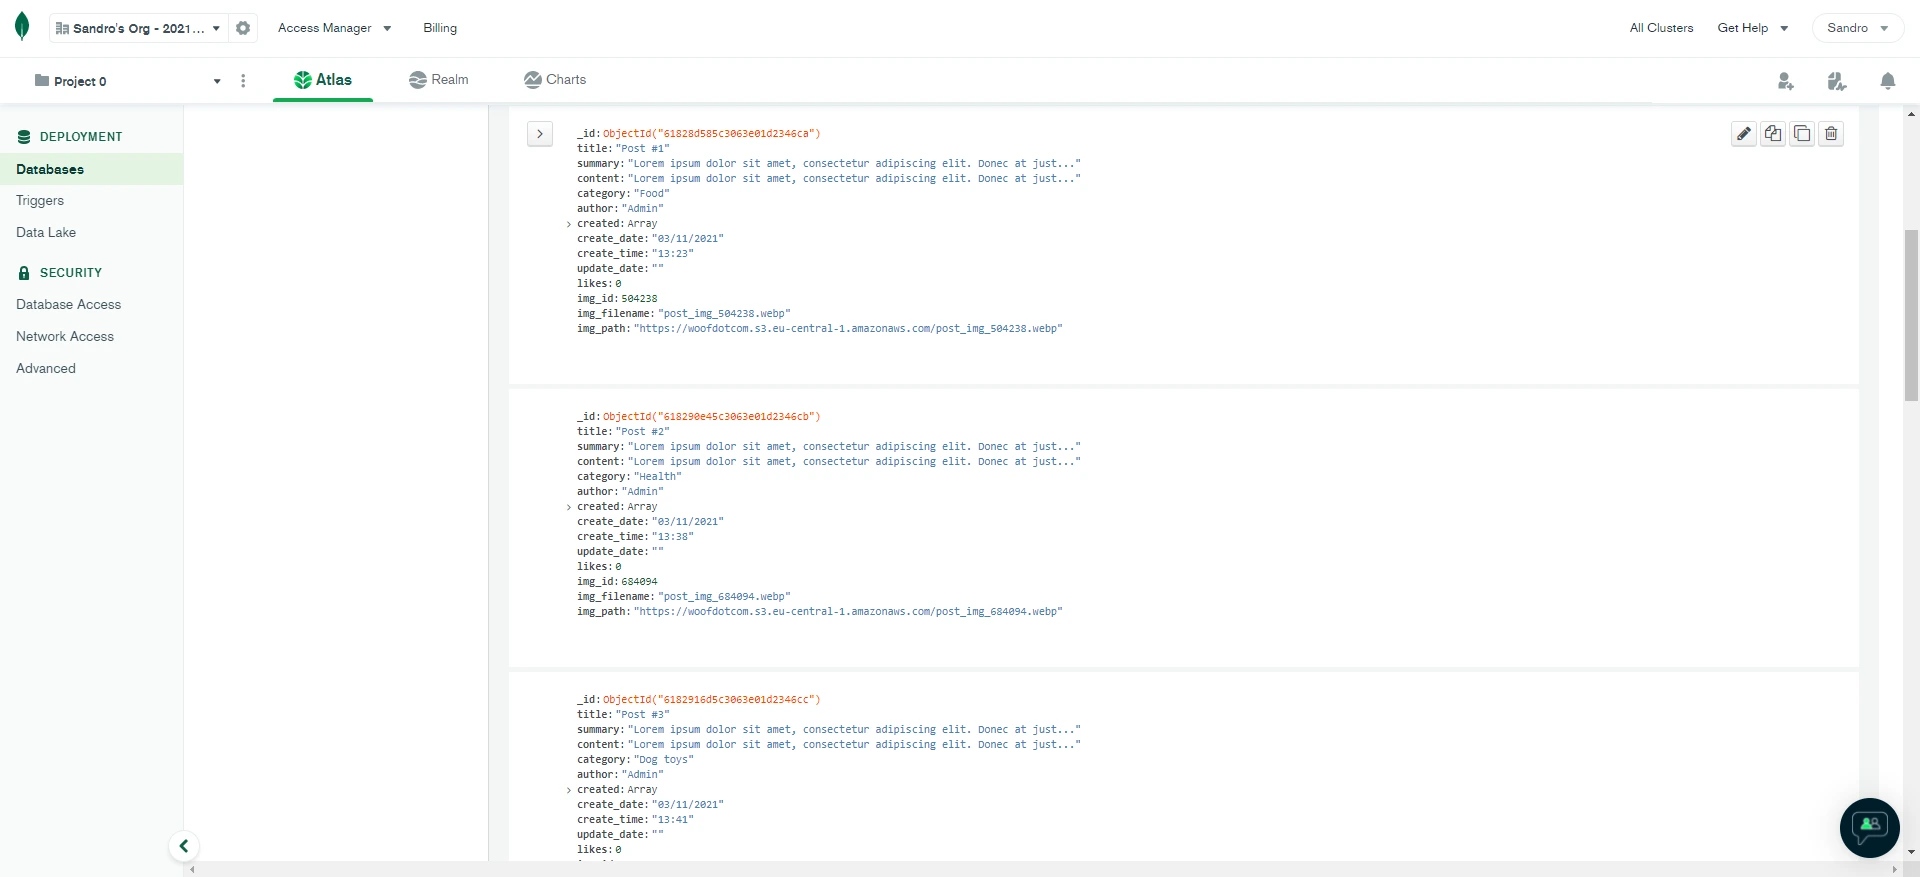 Sandro's Org - 2021...
Access Manager
Billing
All Clusters
Get Help
Sandro
Project 0
Atlas
Realm
Charts
DEPLOYMENT
Databases
Triggers
Data Lake
SECURITY
Database Access
Network Access
Advanced
_id: ObjectId("61828d585c3063e01d2346ca")
title: "Post #1"
summary: "Lorem ipsum dolor sit amet, consectetur adipiscing elit. Donec at just..."
content: "Lorem ipsum dolor sit amet, consectetur adipiscing elit. Donec at just..."
category: "Food"
author: "Admin"
created: Array
create_date: "03/11/2021"
create_time: "13:23"
update_date: ""
likes: 0
img_id: 504238
img_filename: "post_img_504238.webp"
img_path: "https://woofdotcom.s3.eu-central-1.amazonaws.com/post_img_504238.webp"
_id: ObjectId("618290e45c3063e01d2346cb")
title: "Post #2"
summary: "Lorem ipsum dolor sit amet, consectetur adipiscing elit. Donec at just..."
content: "Lorem ipsum dolor sit amet, consectetur adipiscing elit. Donec at just..."
category: "Health"
author: "Admin"
created: Array
create_date: "03/11/2021"
create_time: "13:38"
update_date: ""
likes: 0
img_id: 684094
img_filename: "post_img_684094.webp"
img_path: "https://woofdotcom.s3.eu-central-1.amazonaws.com/post_img_684094.webp"
_id: ObjectId("6182916d5c3063e01d2346cc")
title: "Post #3"
summary: "Lorem ipsum dolor sit amet, consectetur adipiscing elit. Donec at just..."
content: "Lorem ipsum dolor sit amet, consectetur adipiscing elit. Donec at just..."
category: "Dog toys"
author: "Admin"
created: Array
create_date: "03/11/2021"
create_time: "13:41"
update_date: ""
likes: 0